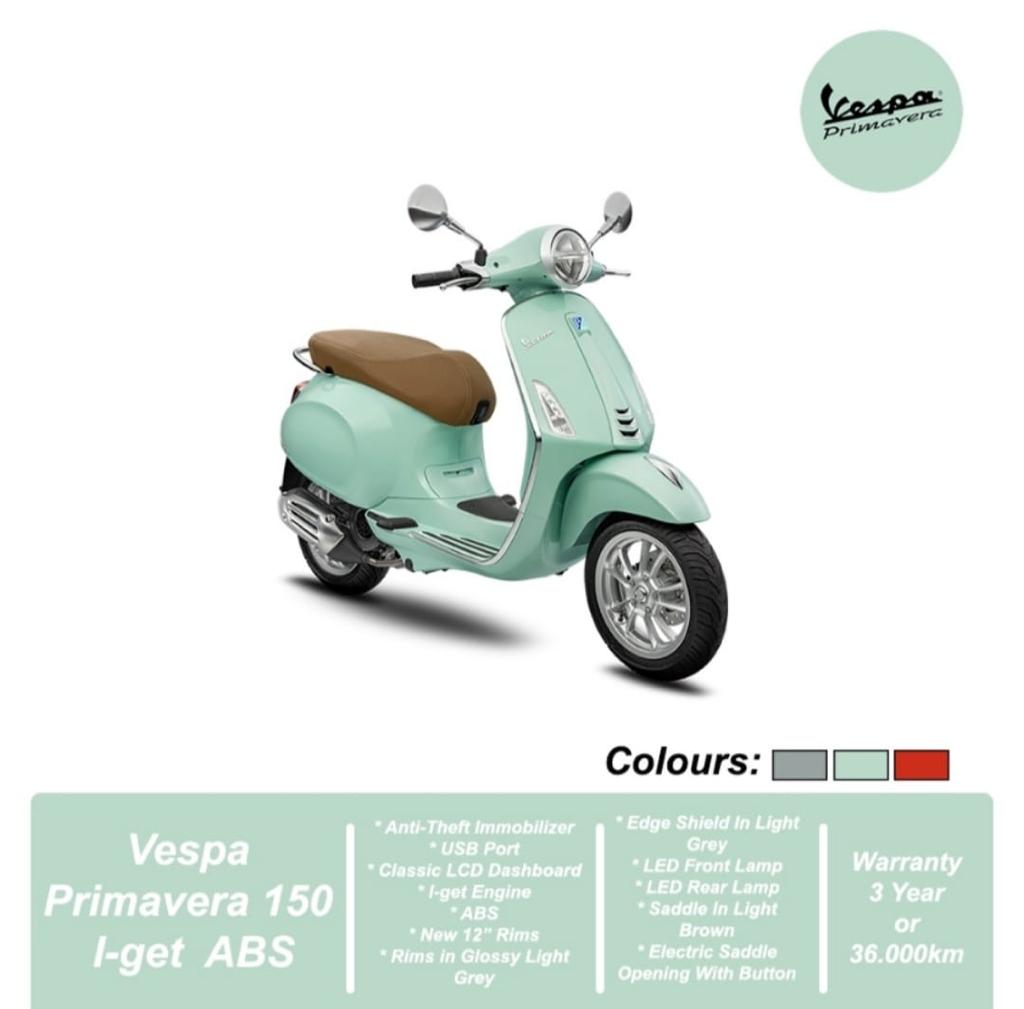 Vespa
Primavera
Vespa
Colours:
Vespa
Primavera 150
I-get ABS
* Anti-Theft Immobilizer
* USB Port
* Classic LCD Dashboard
* I-get Engine
* ABS
* New 12" Rims
* Rims in Glossy Light
Grey
* Edge Shield In Light
Grey
* LED Front Lamp
* LED Rear Lamp
* Saddle In Light
Brown
* Electric Saddle
Opening With Button
Warranty
3 Year
or
36.000km